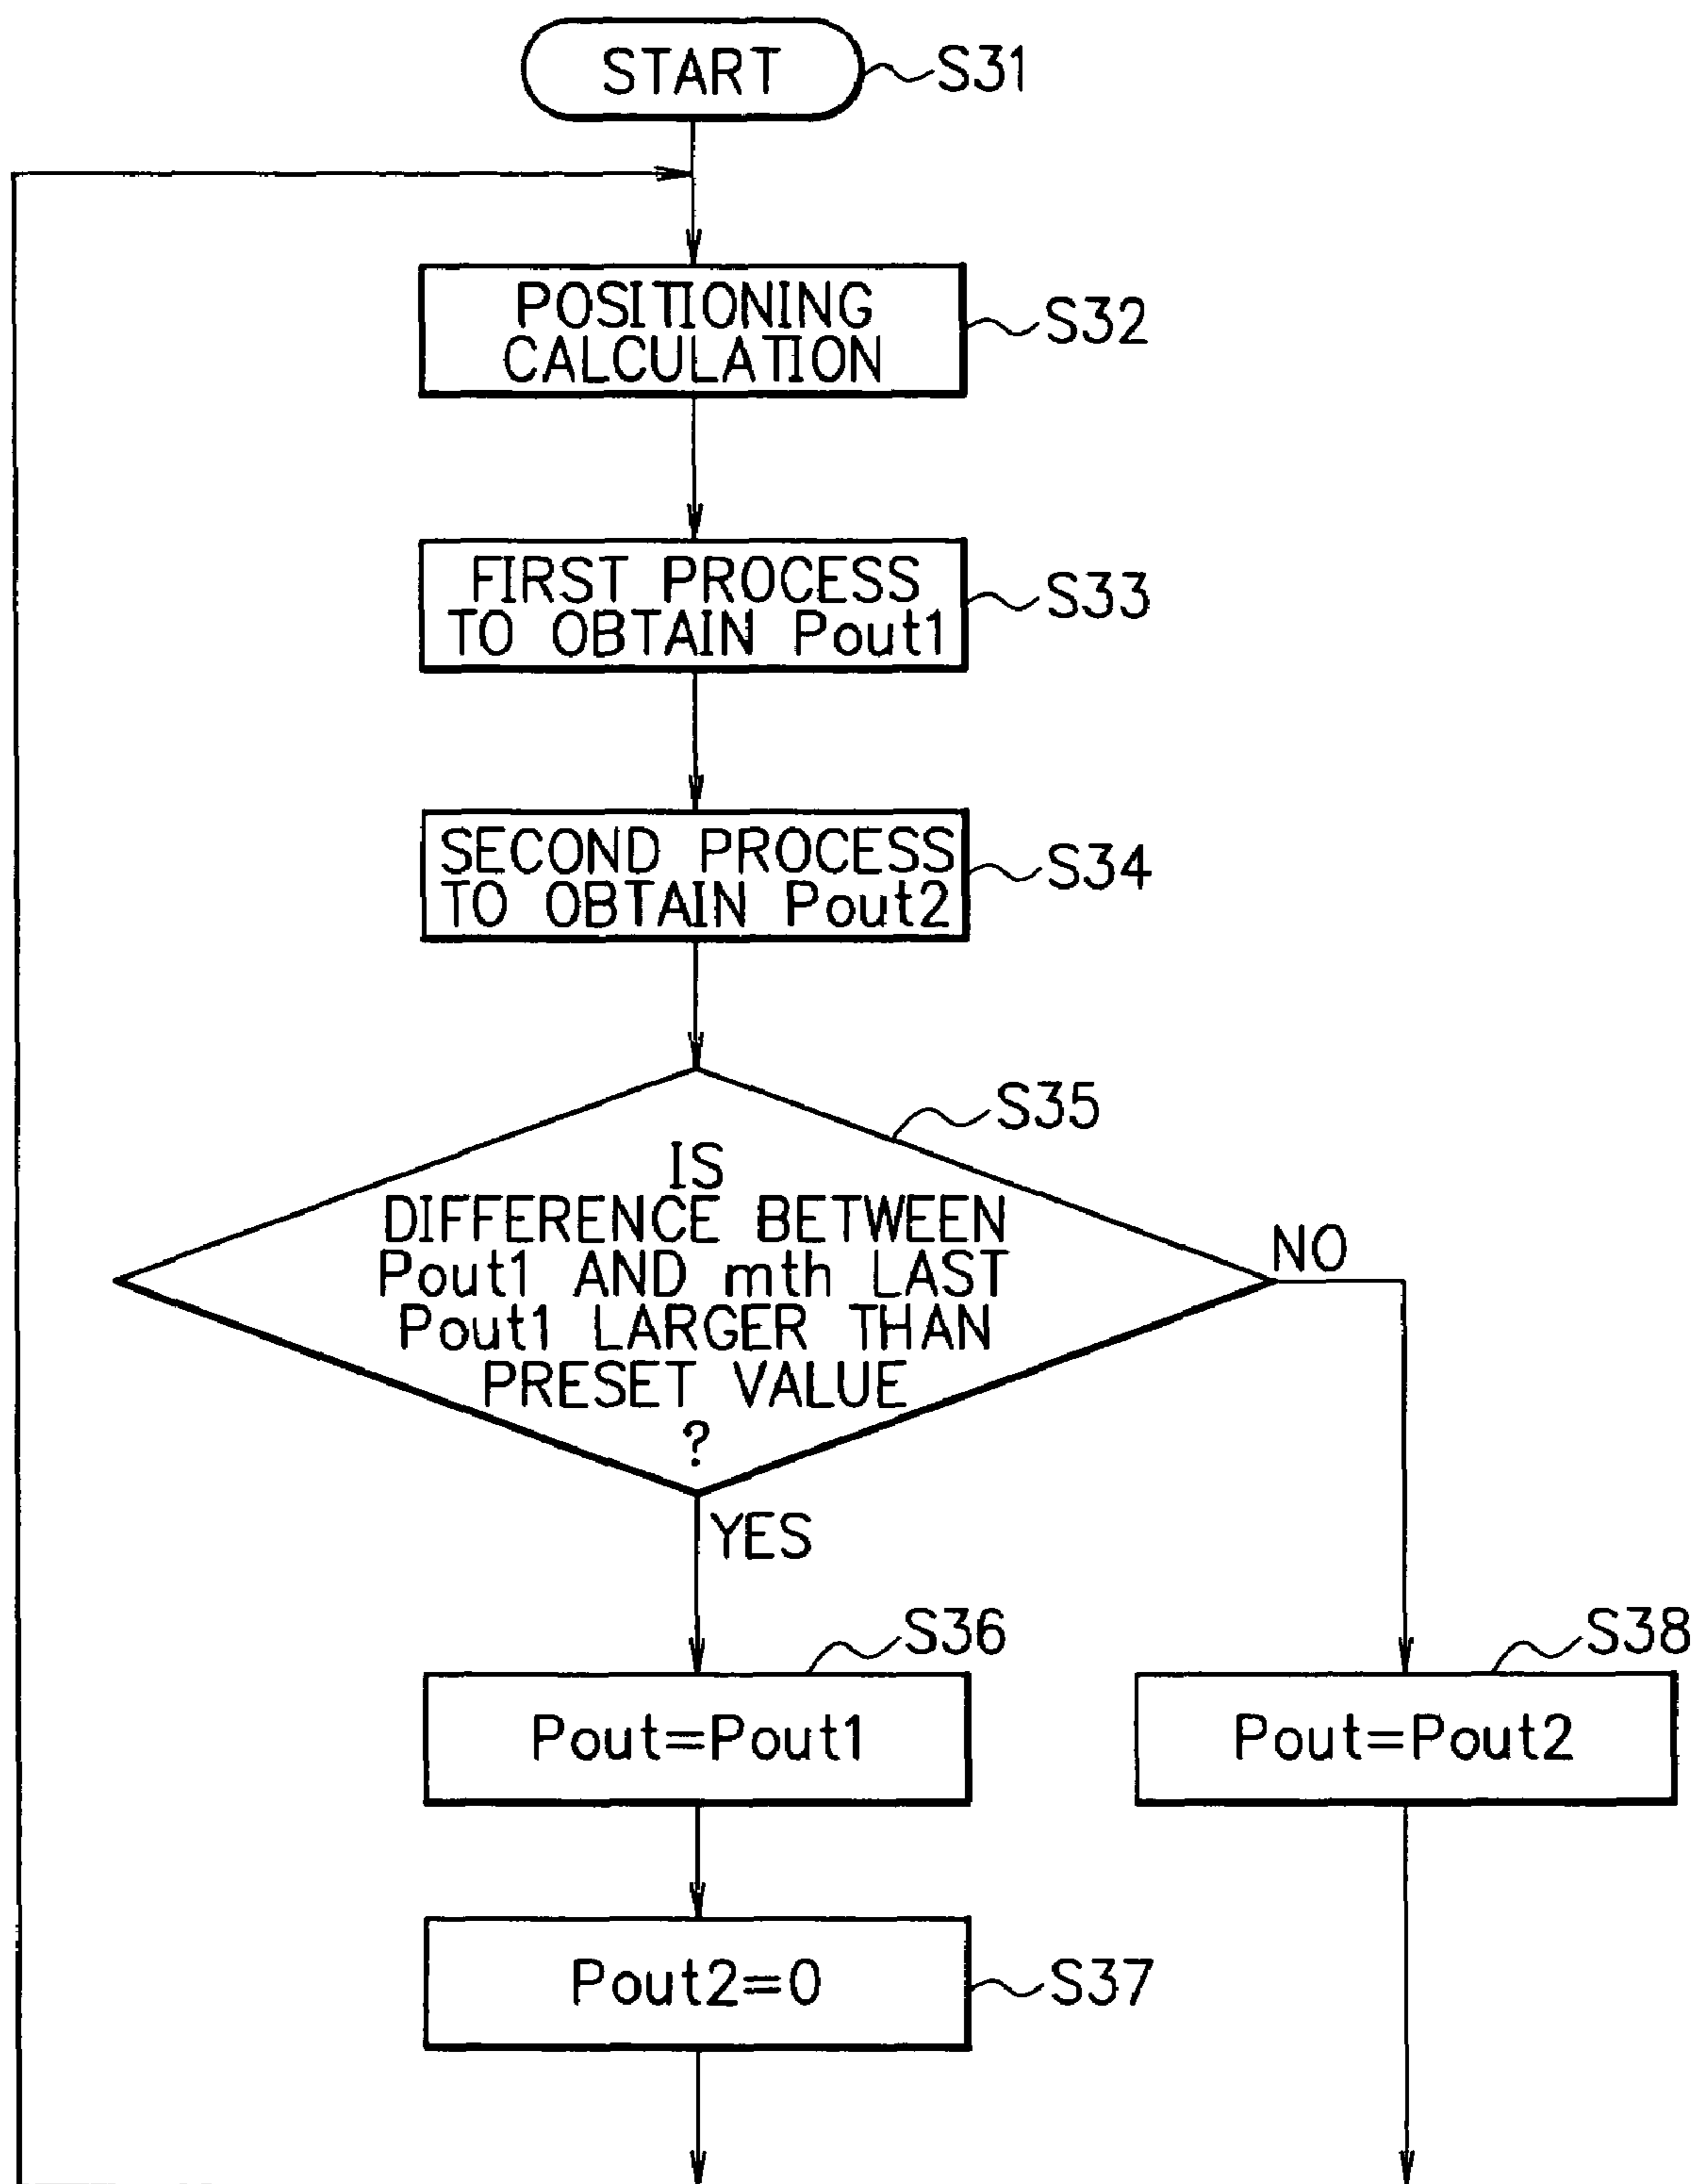 START
S31
POSITIONING
CALCULATION
S32
FIRST PROCESS
TO OBTAIN Pout1
S33
SECOND PROCESS
TO OBTAIN Pout2
S34
S35
IS
DIFFERENCE BETWEEN
Pout1 AND mth LAST
Pout1 LARGER THAN
PRESET VALUE
?
NO
YES
S36
Pout=Pout1
S38
Pout=Pout2
Pout2=0
S37